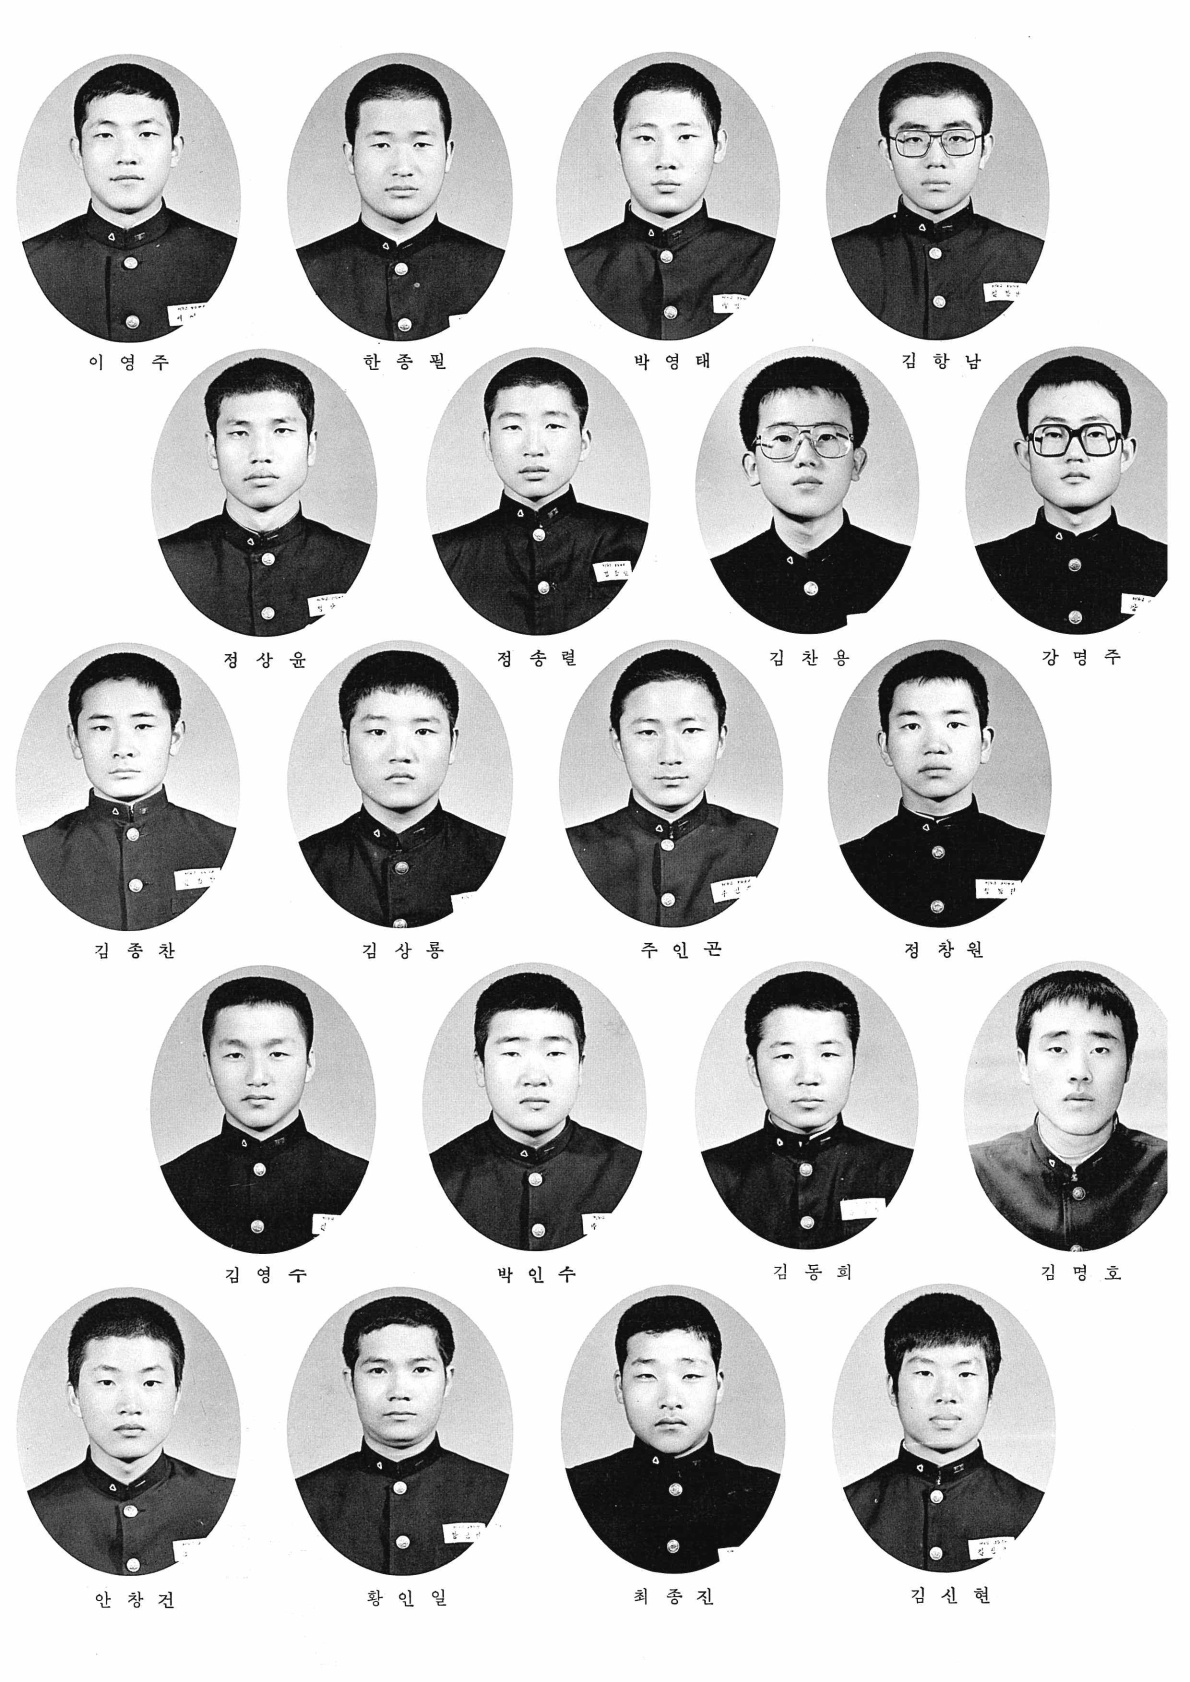 이영주 한종필 박영태 김항남
정상윤 정송렬 김찬용 강명주
김종찬 김상룡 주인곤 정창원
김영수 박인수 김동희 김명호
안창건 황인일 최종진 김신현